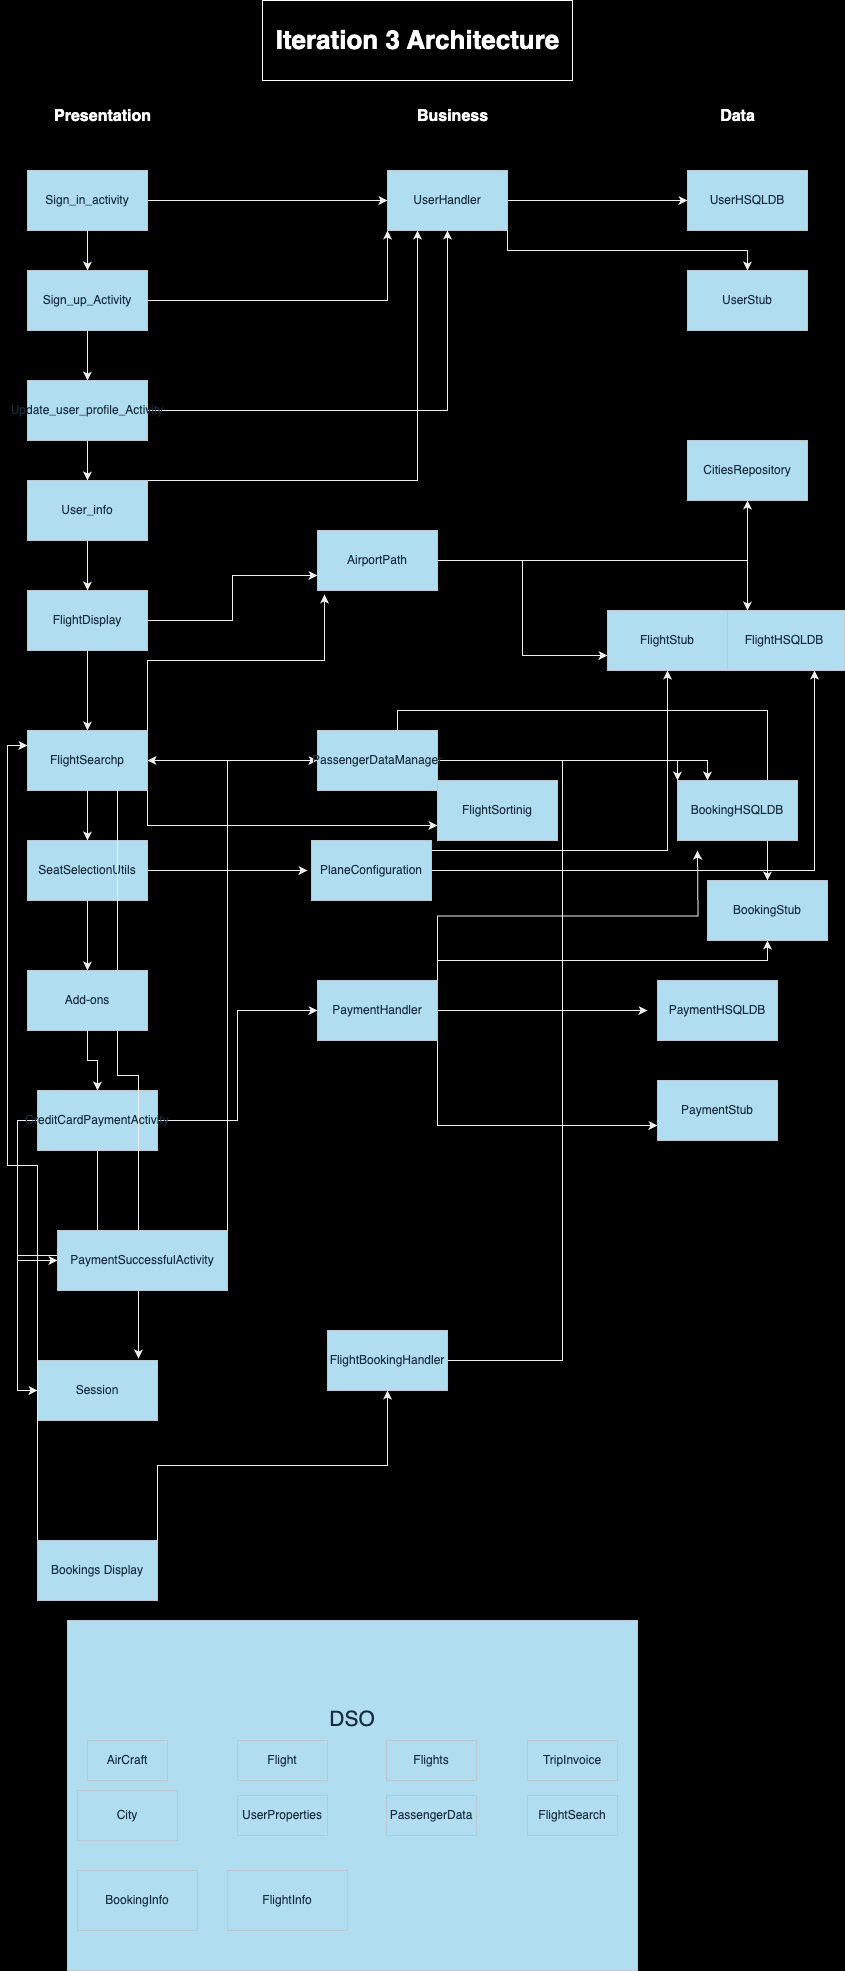 Iteration 3 Architecture
Presentation
Business
Data
Sign_in_activity
UserHandler
UserHSQLDB
Sign_up_Activity
UserStub
Update_user_profile_Activity
CitiesRepository
User_info
AirportPath
FlightDisplay
FlightStub
FlightHSQLDB
FlightSearchp
PassengerDataManager
FlightSortinig
BookingHSQLDB
SeatSelectionUtils
PlaneConfiguration
BookingStub
Add-ons
PaymentHandler
PaymentHSQLDB
CreditCardPaymentActivity
PaymentStub
PaymentSuccessfulActivity
FlightBookingHandler
Session
Bookings Display
DSO
AirCraft
Flight
Flights
TripInvoice
City
UserProperties
PassengerData
FlightSearch
BookingInfo
FlightInfo